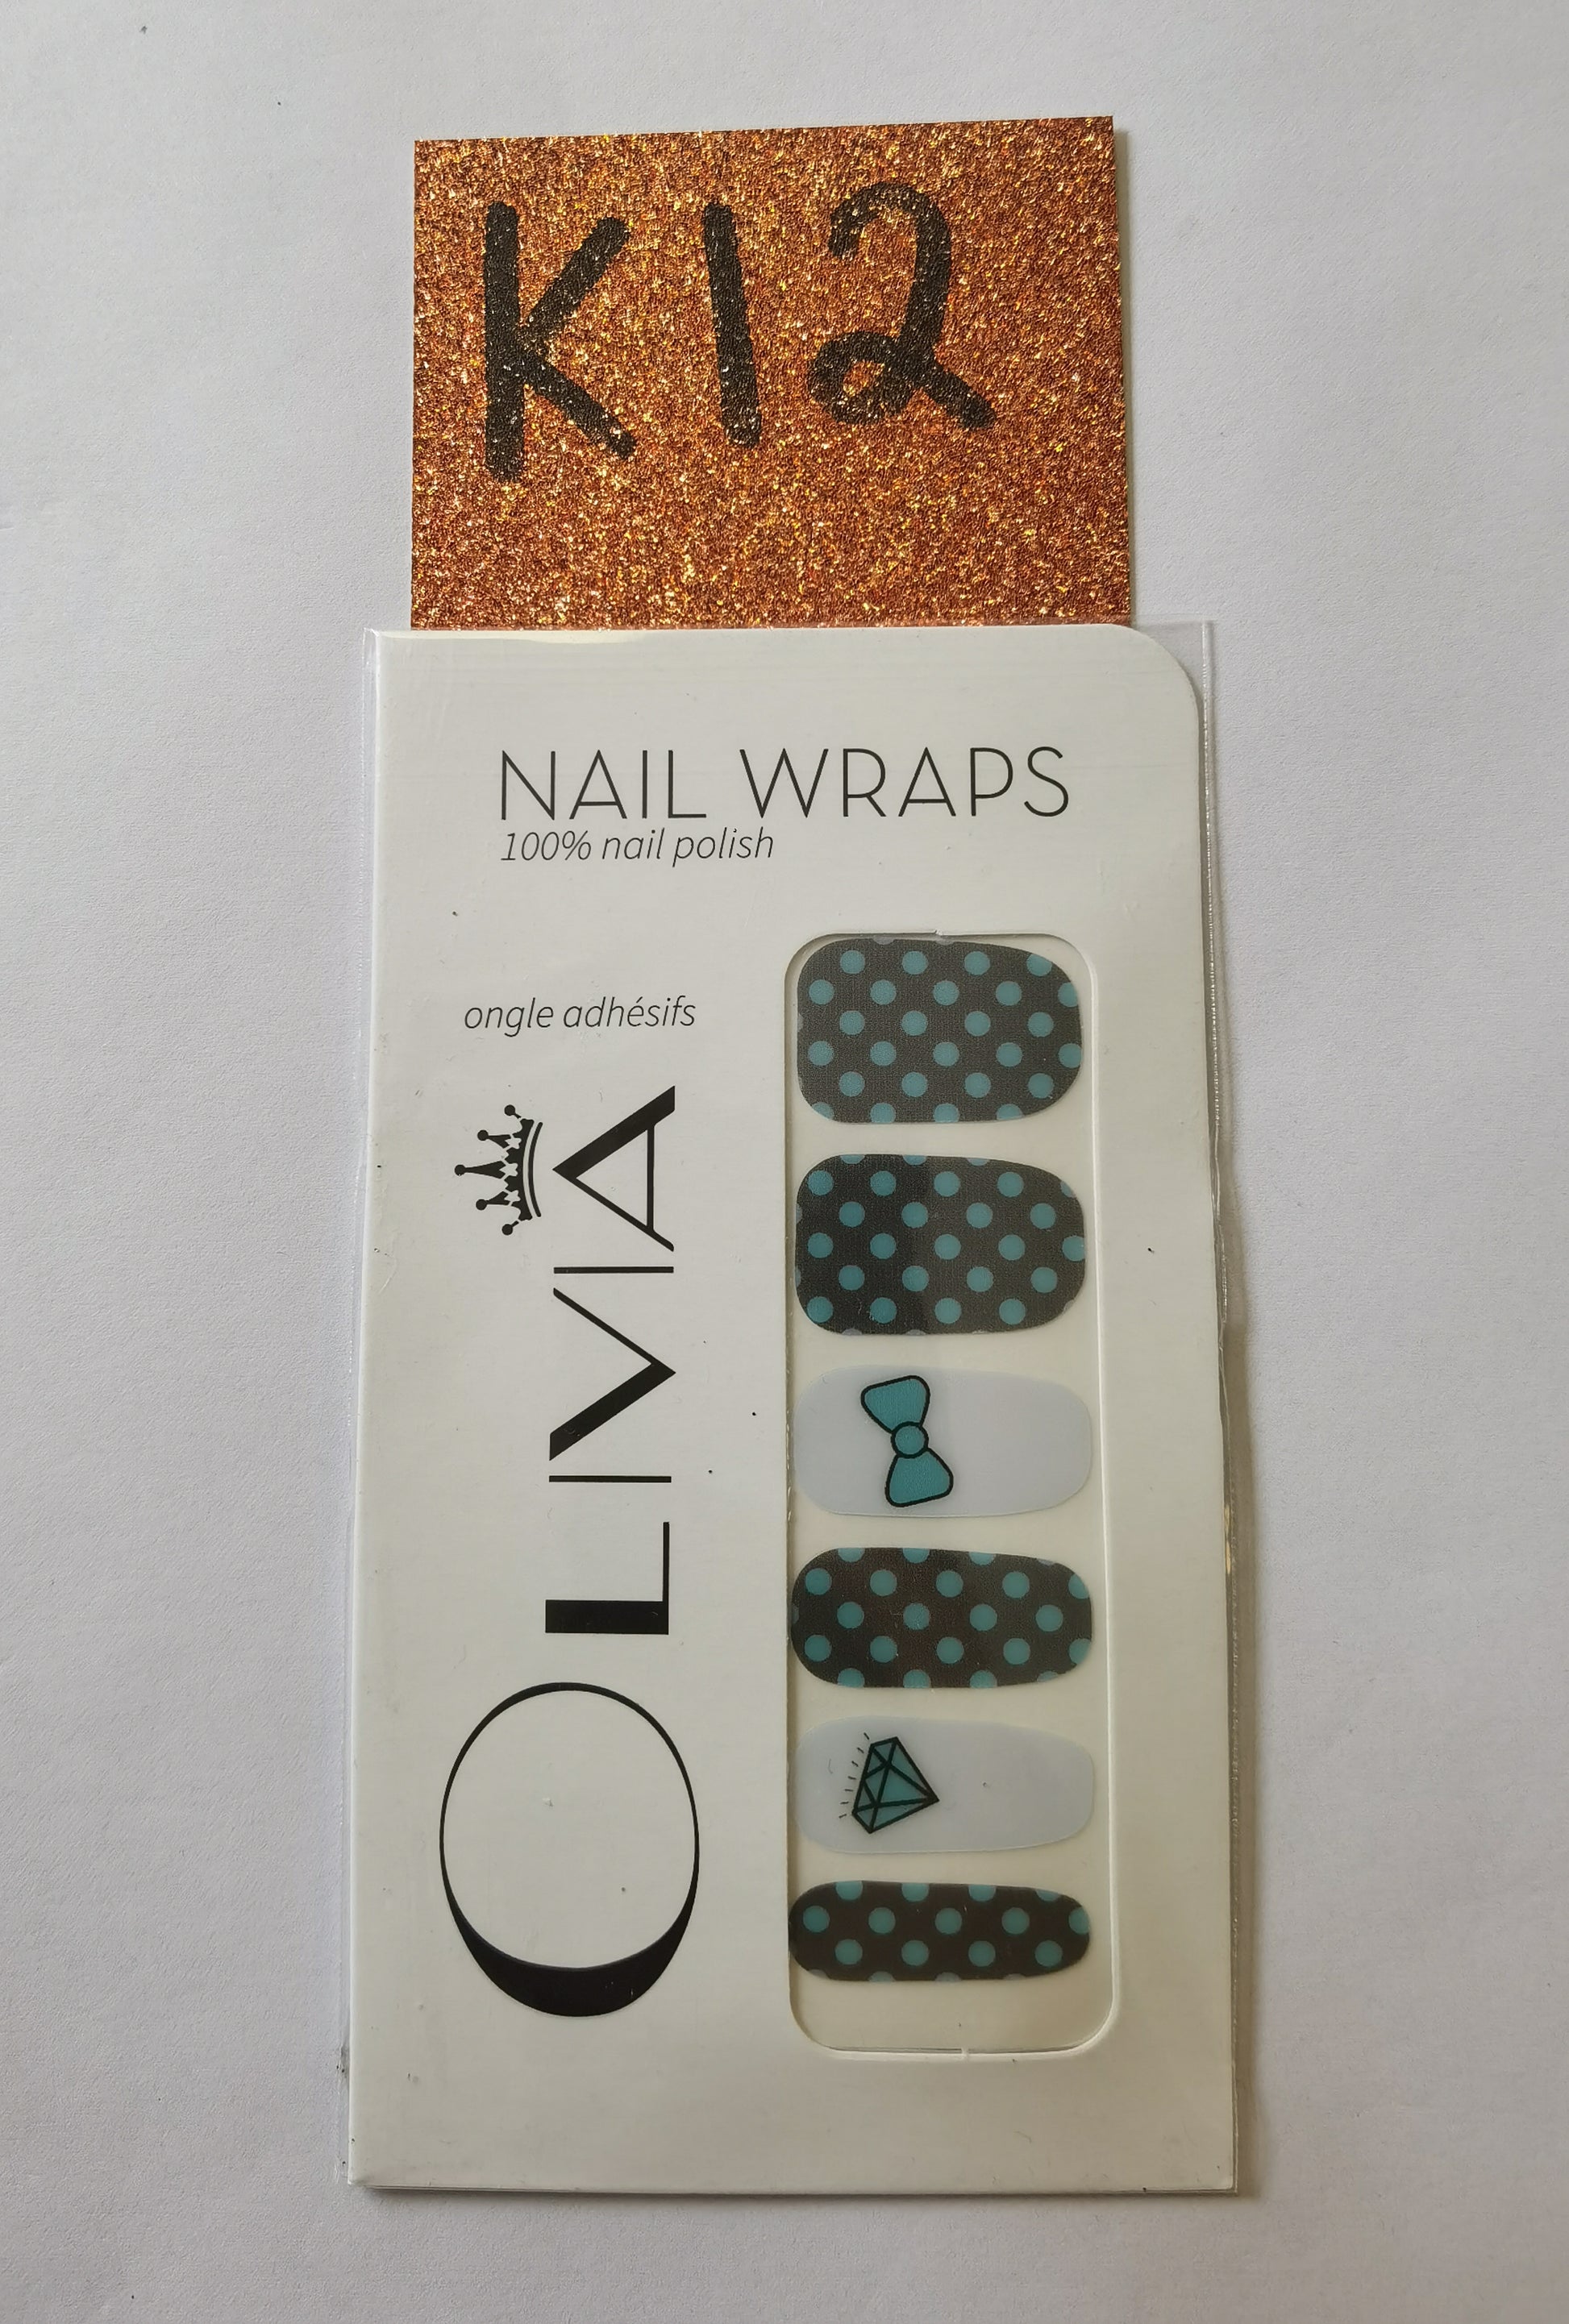 K12
NAIL WRAPS
100% nail polish
ongle adhésifs
OLIVIA